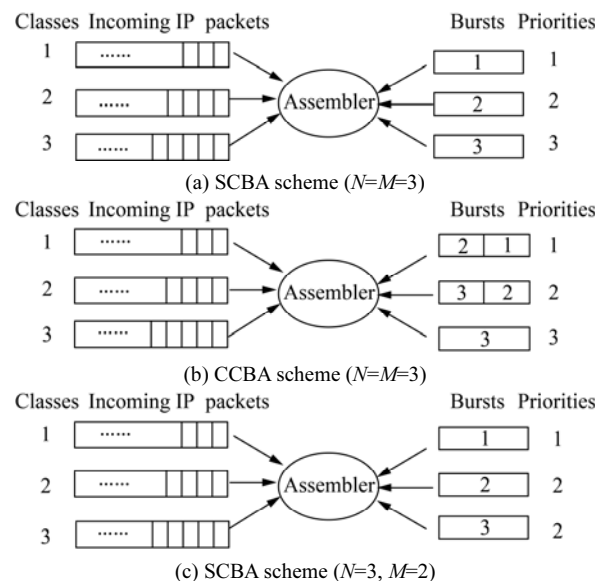 Classes Incoming IP packets Bursts Priorities
1 ...... 1 1
2 ...... Assembler 2 2
3 ...... 3 3
(a) SCBA scheme (N=M=3)
Classes Incoming IP packets Bursts Priorities
1 ...... 2 1 1
2 ...... Assembler 3 2 2
3 ...... 3 3
(b) CCBA scheme (N=M=3)
Classes Incoming IP packets Bursts Priorities
1 ...... 1 1
2 ...... Assembler 2 2
3 ...... 3 2
(c) SCBA scheme (N=3, M=2)